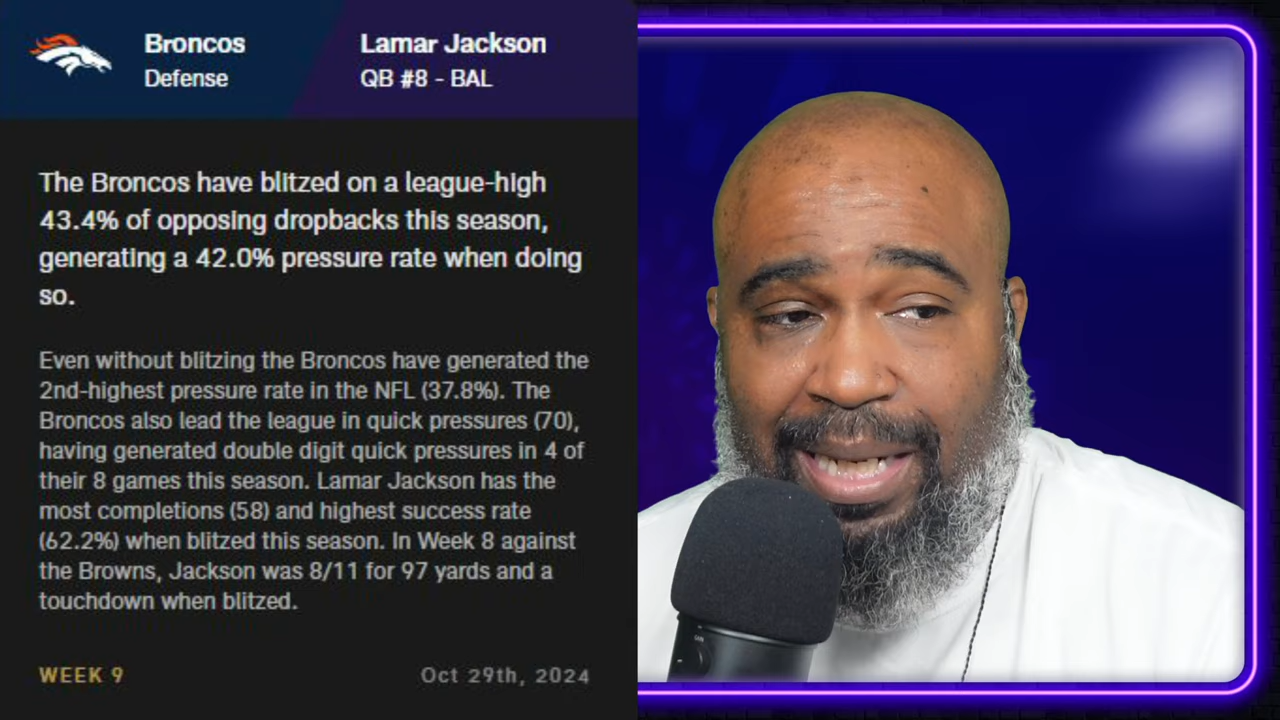 Broncos
Defense
Lamar Jackson
QB #8 - BAL
The Broncos have blitzed on a league-high
43.4% of opposing dropbacks this season,
generating a 42.0% pressure rate when doing
so.
Even without blitzing the Broncos have generated the
2nd-highest pressure rate in the NFL (37.8%). The
Broncos also lead the league in quick pressures (70),
having generated double digit quick pressures in 4 of
their 8 games this season. Lamar Jackson has the
most completions (58) and highest success rate
(62.2%) when blitzed this season. In Week 8 against
the Browns, Jackson was 8/11 for 97 yards and a
touchdown when blitzed.
WEEK 9
Oct 29th, 2024